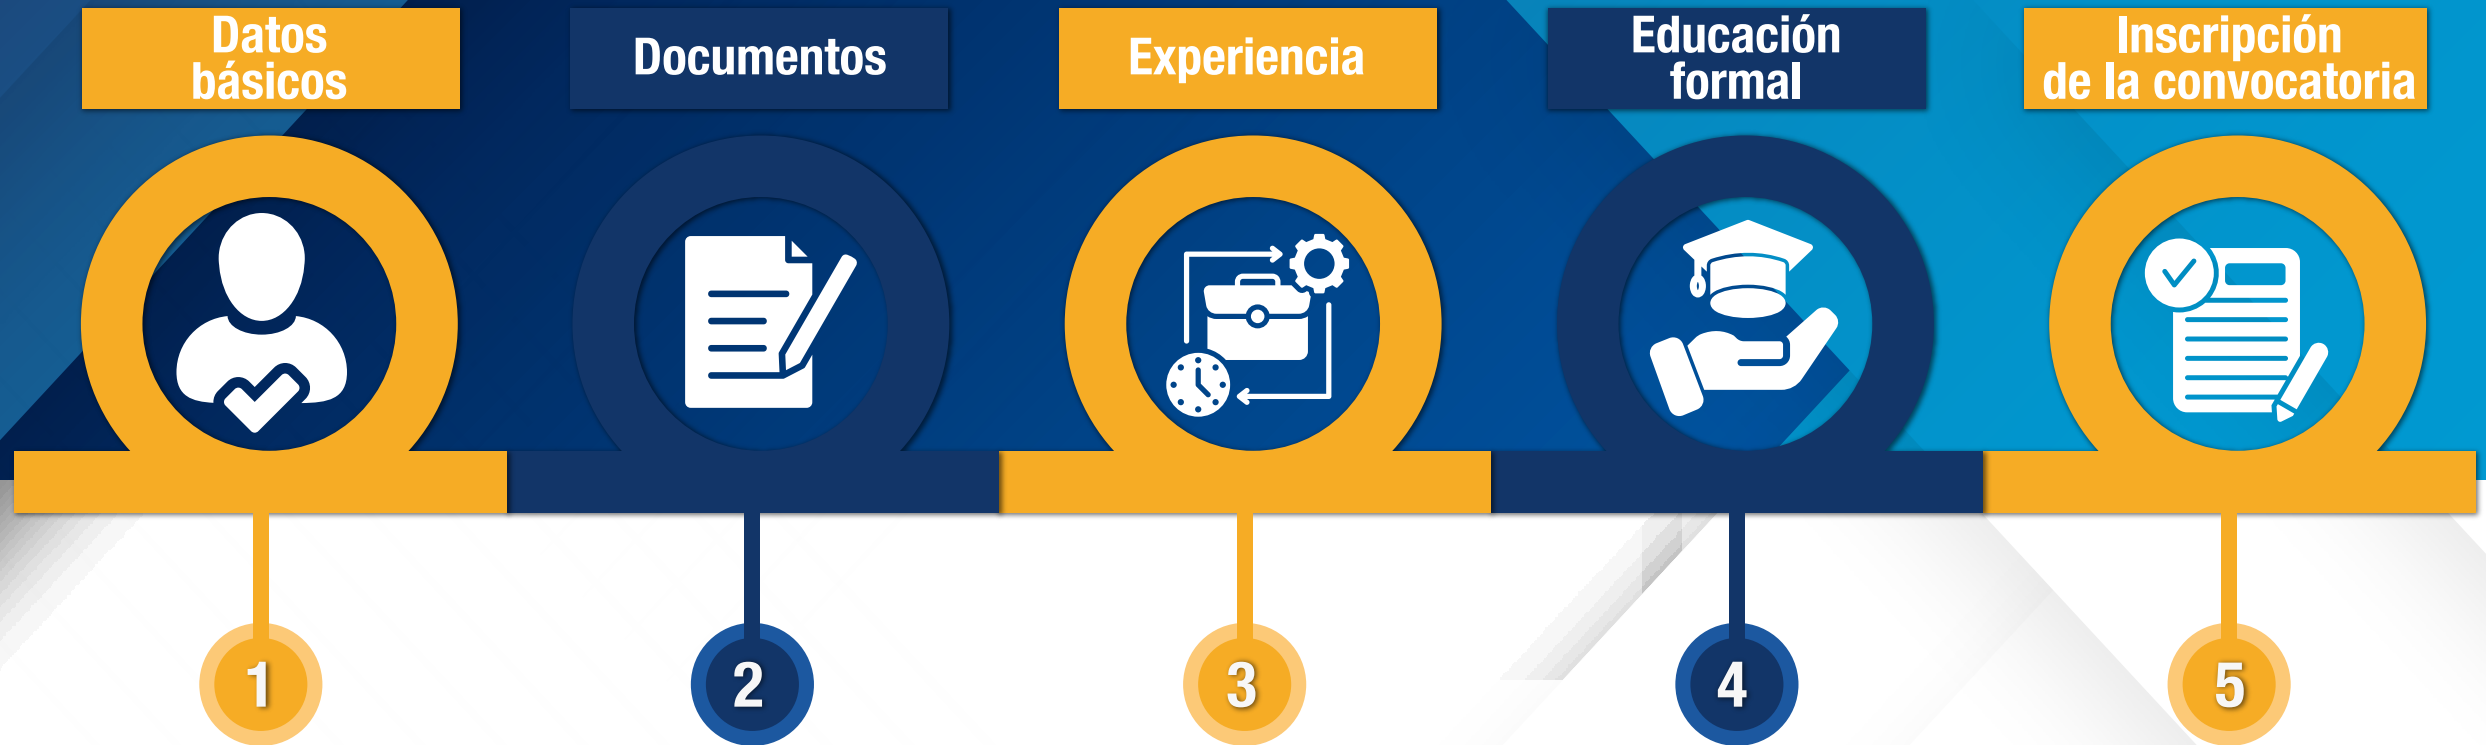 Datos
básicos
Documentos
Experiencia
Educación
formal
Inscripción
de la convocatoria
1
2
3
4
5